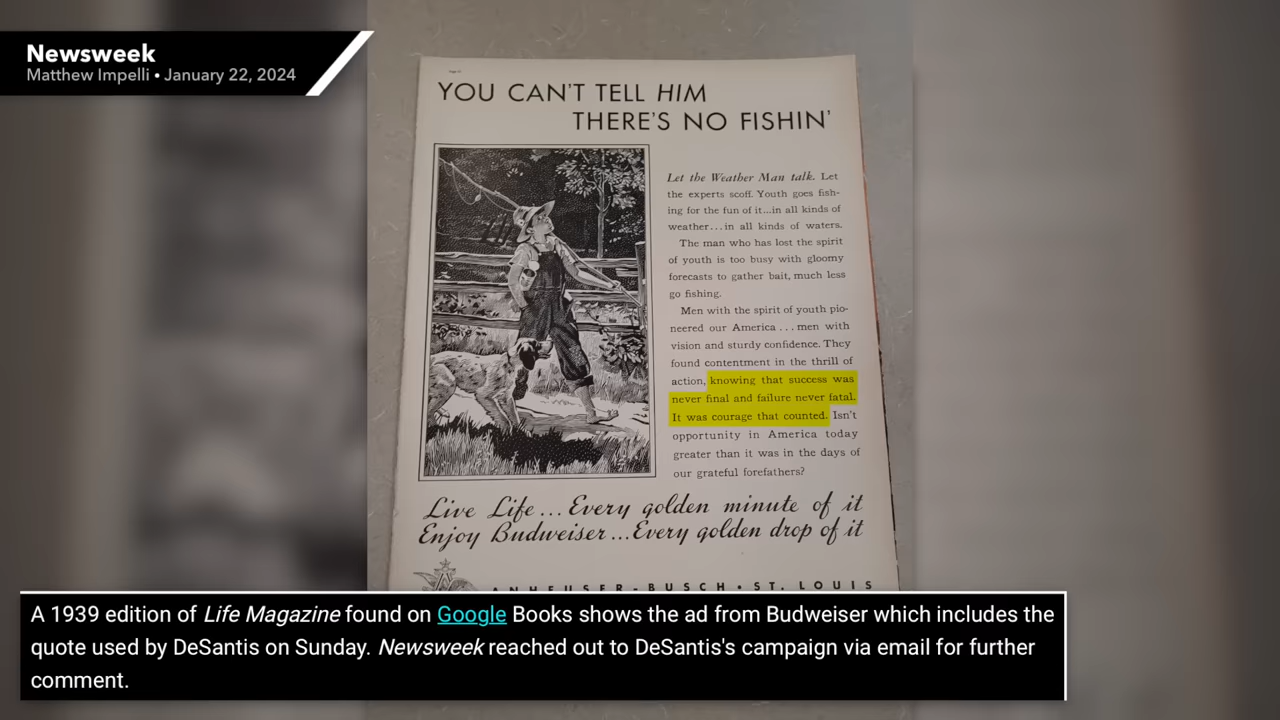 Newsweek
Matthew Impelli • January 22, 2024
YOU CAN'T TELL HIM
THERE'S NO FISHIN'
Let the Weather Man talk. Let
the experts scoff. Youth goes fish-
ing for the fun of it...in all kinds of
weather...in all kinds of waters.
The man who has lost the spirit
of youth is too busy with gloomy
forecasts to gather bait, much less
go fishing.
Men with the spirit of youth pio-
neered our America ... men with
vision and sturdy confidence. They
found contentment in the thrill of
action, knowing that success was
never final and failure never fatal.
It was courage that counted. Isn't
opportunity in America today
greater than it was in the days of
our grateful forefathers?
Live Life... Every golden minute of it
Enjoy Budweiser...Every golden drop of it
ANHEUSER-BUSCH • ST. LOUIS
A 1939 edition of Life Magazine found on Google Books shows the ad from Budweiser which includes the
quote used by DeSantis on Sunday. Newsweek reached out to DeSantis's campaign via email for further
comment.